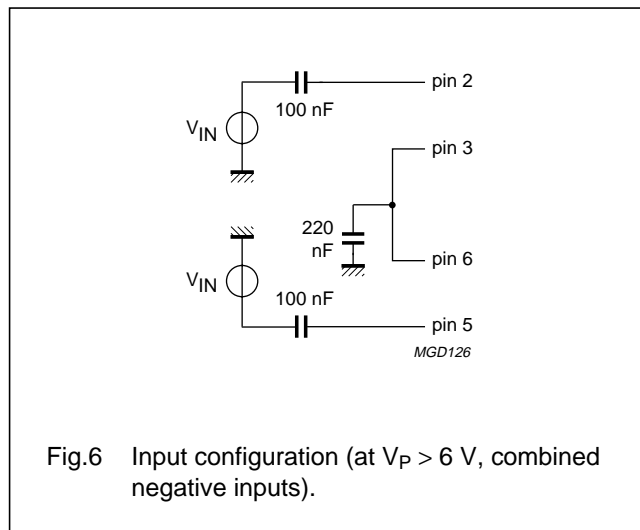 pin 2
100 nF
V_IN
pin 3
220
nF
pin 6
V_IN
100 nF
pin 5
MGD126
Fig.6 Input configuration (at V_P > 6 V, combined
negative inputs).